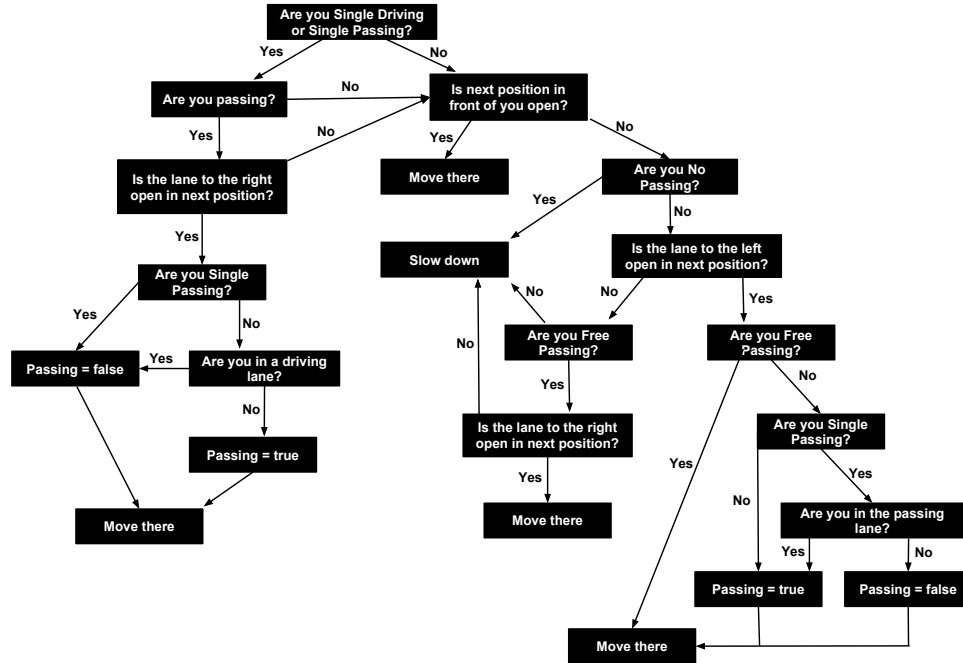 Are you Single Driving
or Single Passing?
Yes
No
Are you passing?
No
Is next position in
front of you open?
Yes
No
Yes
No
Is the lane to the right
open in next position?
Move there
Are you No
Passing?
Yes
No
Yes
Slow down
Is the lane to the left
open in next position?
Are you Single
Passing?
Yes
No
No
No
Yes
Passing = false
Yes
Are you in a driving
lane?
No
Are you Free
Passing?
Are you Free
Passing?
No
Yes
No
Passing = true
Is the lane to the right
open in next position?
Are you Single
Passing?
Yes
Yes
No
Yes
Move there
Move there
Are you in the passing
lane?
Yes
No
Passing = true
Passing = false
Move there